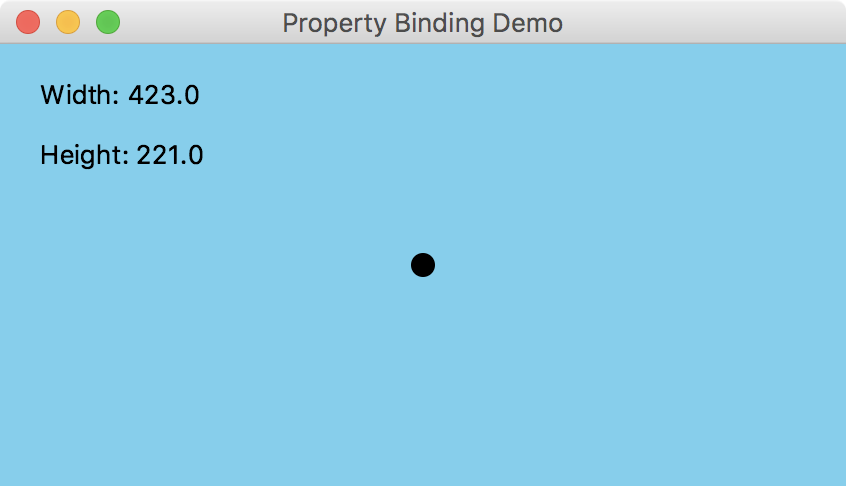 Property Binding Demo
Width: 423.0
Height: 221.0